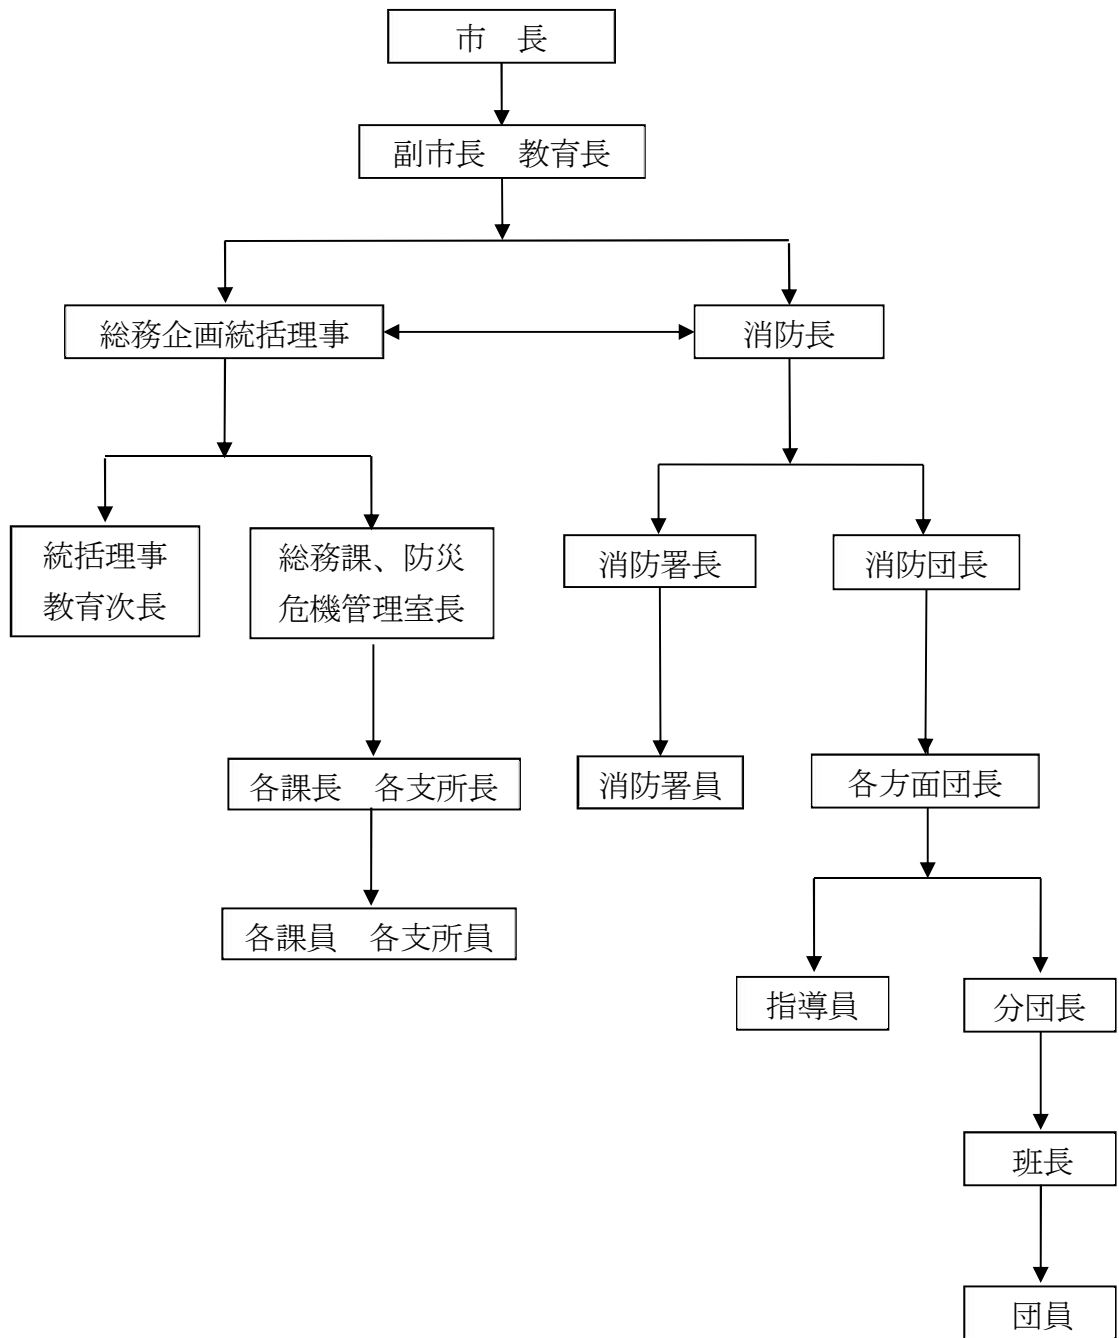 市　長
副市長　教育長
総務企画統括理事
消防長
統括理事
教育次長
総務課、防災
危機管理室長
消防署長
消防団長
各課長　各支所長
消防署員
各方面団長
各課員　各支所員
指導員
分団長
班長
団員